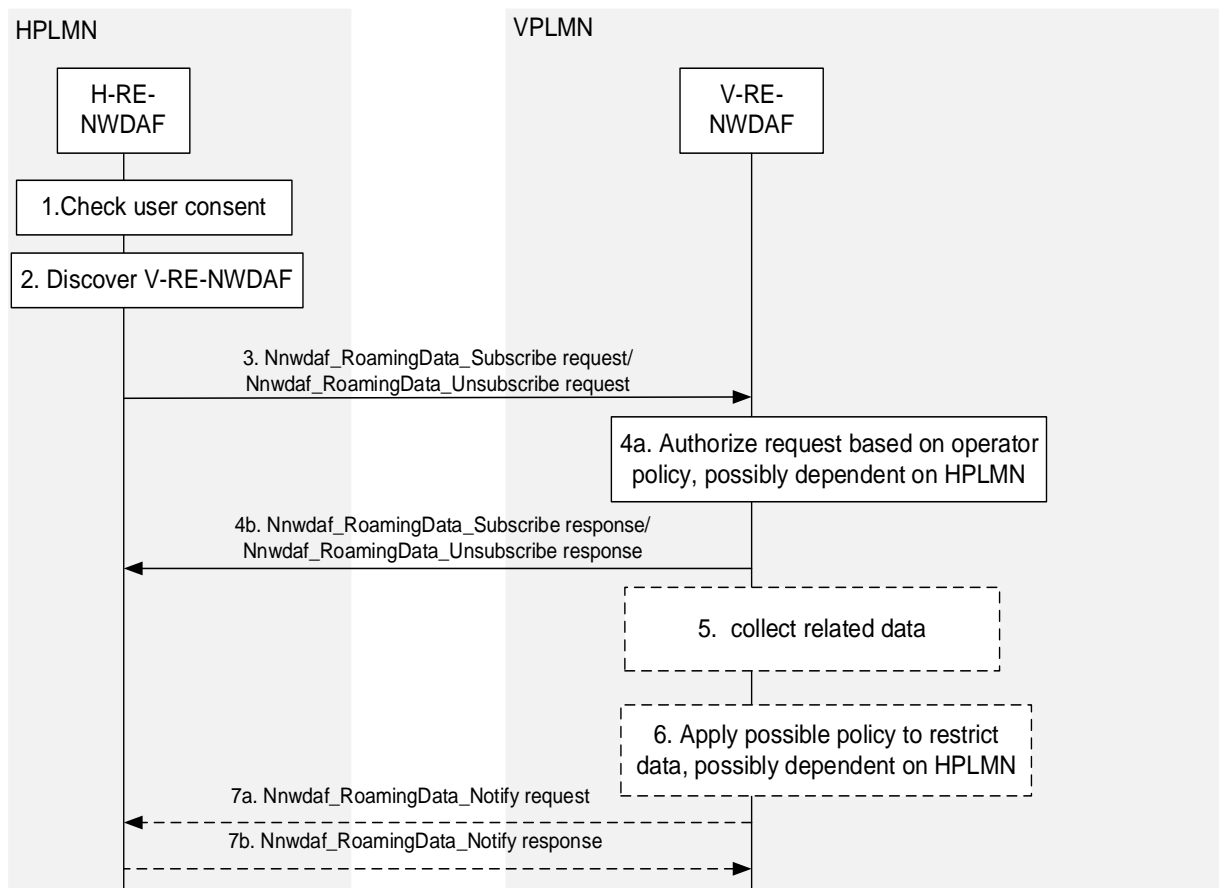 HPLMN
VPLMN
H-RE-
NWDAF
V-RE-
NWDAF
1.Check user consent
2. Discover V-RE-NWDAF
3. Nnwdaf_RoamingData_Subscribe request/
Nnwdaf_RoamingData_Unsubscribe request
4a. Authorize request based on operator
policy, possibly dependent on HPLMN
4b. Nnwdaf_RoamingData_Subscribe response/
Nnwdaf_RoamingData_Unsubscribe response
5. collect related data
6. Apply possible policy to restrict
data, possibly dependent on HPLMN
7a. Nnwdaf_RoamingData_Notify request
7b. Nnwdaf_RoamingData_Notify response